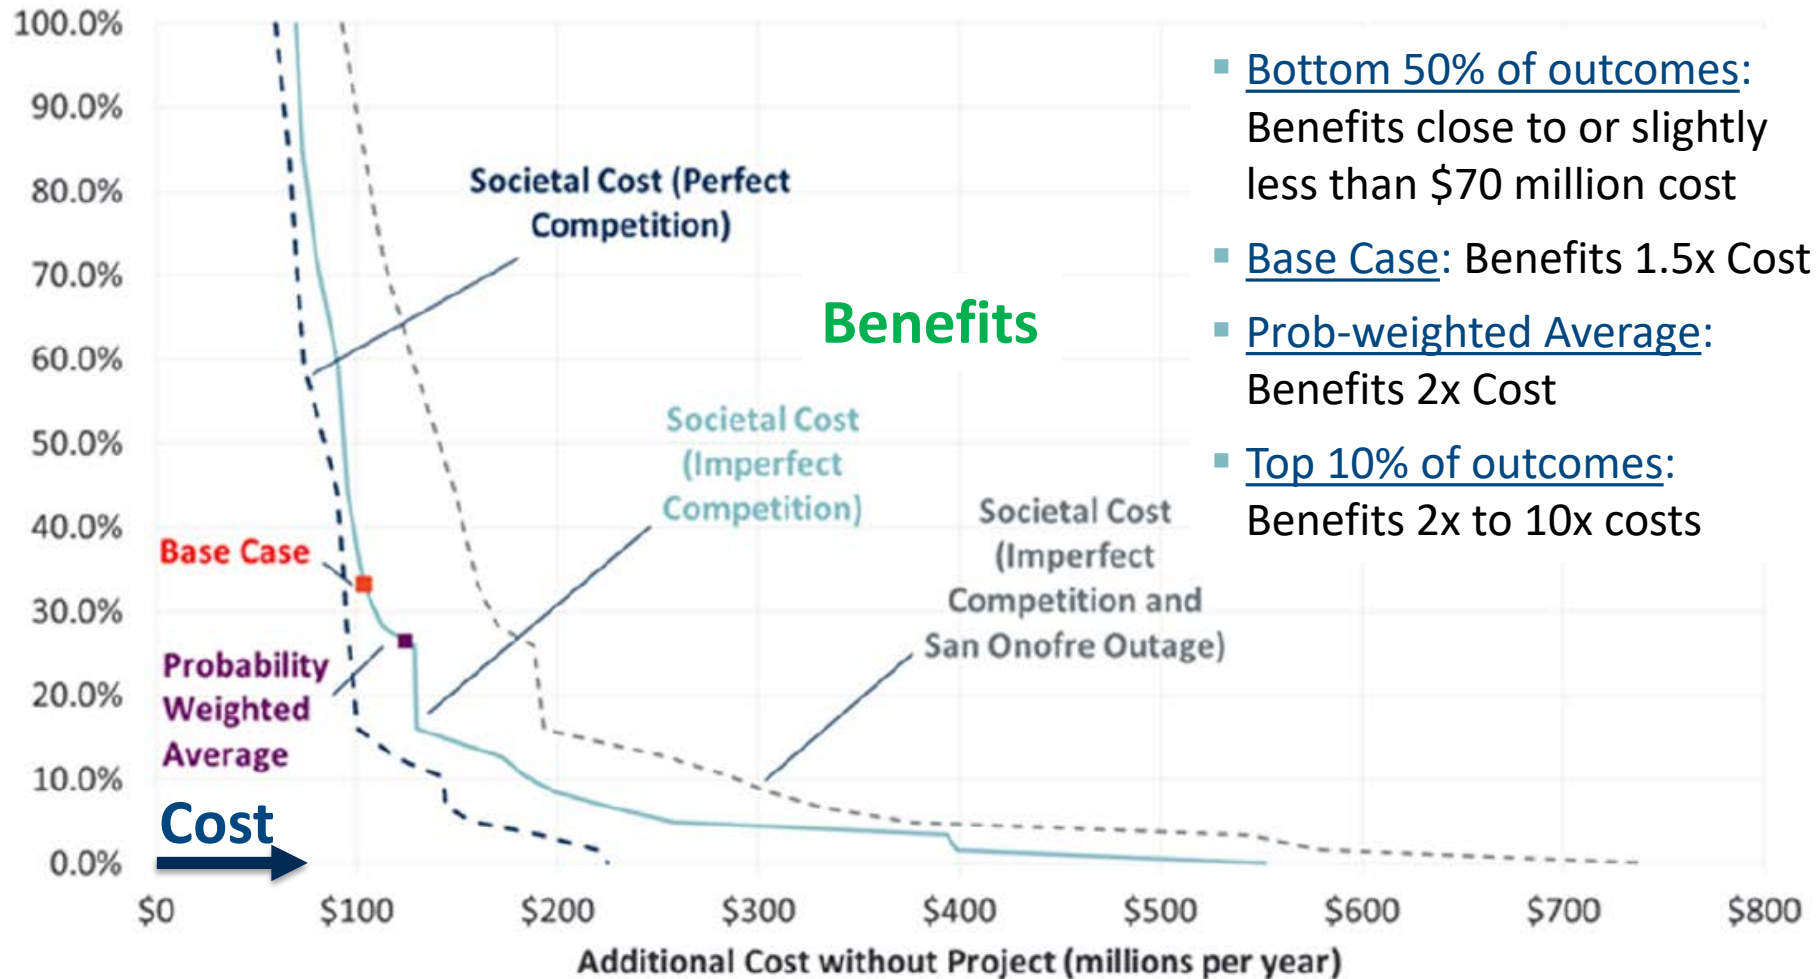 100.0%
90.0%
80.0%
70.0%
60.0%
50.0%
40.0%
30.0%
20.0%
10.0%
0.0%
Societal Cost (Perfect
Competition)
Benefits
Societal Cost
(Imperfect
Competition)
Societal Cost
(Imperfect
Competition and
San Onofre Outage)
Base Case
Probability
Weighted
Average
Cost
▪ Bottom 50% of outcomes:
Benefits close to or slightly
less than $70 million cost
▪ Base Case: Benefits 1.5x Cost
▪ Prob-weighted Average:
Benefits 2x Cost
▪ Top 10% of outcomes:
Benefits 2x to 10x costs
$0 $100 $200 $300 $400 $500 $600 $700 $800
Additional Cost without Project (millions per year)